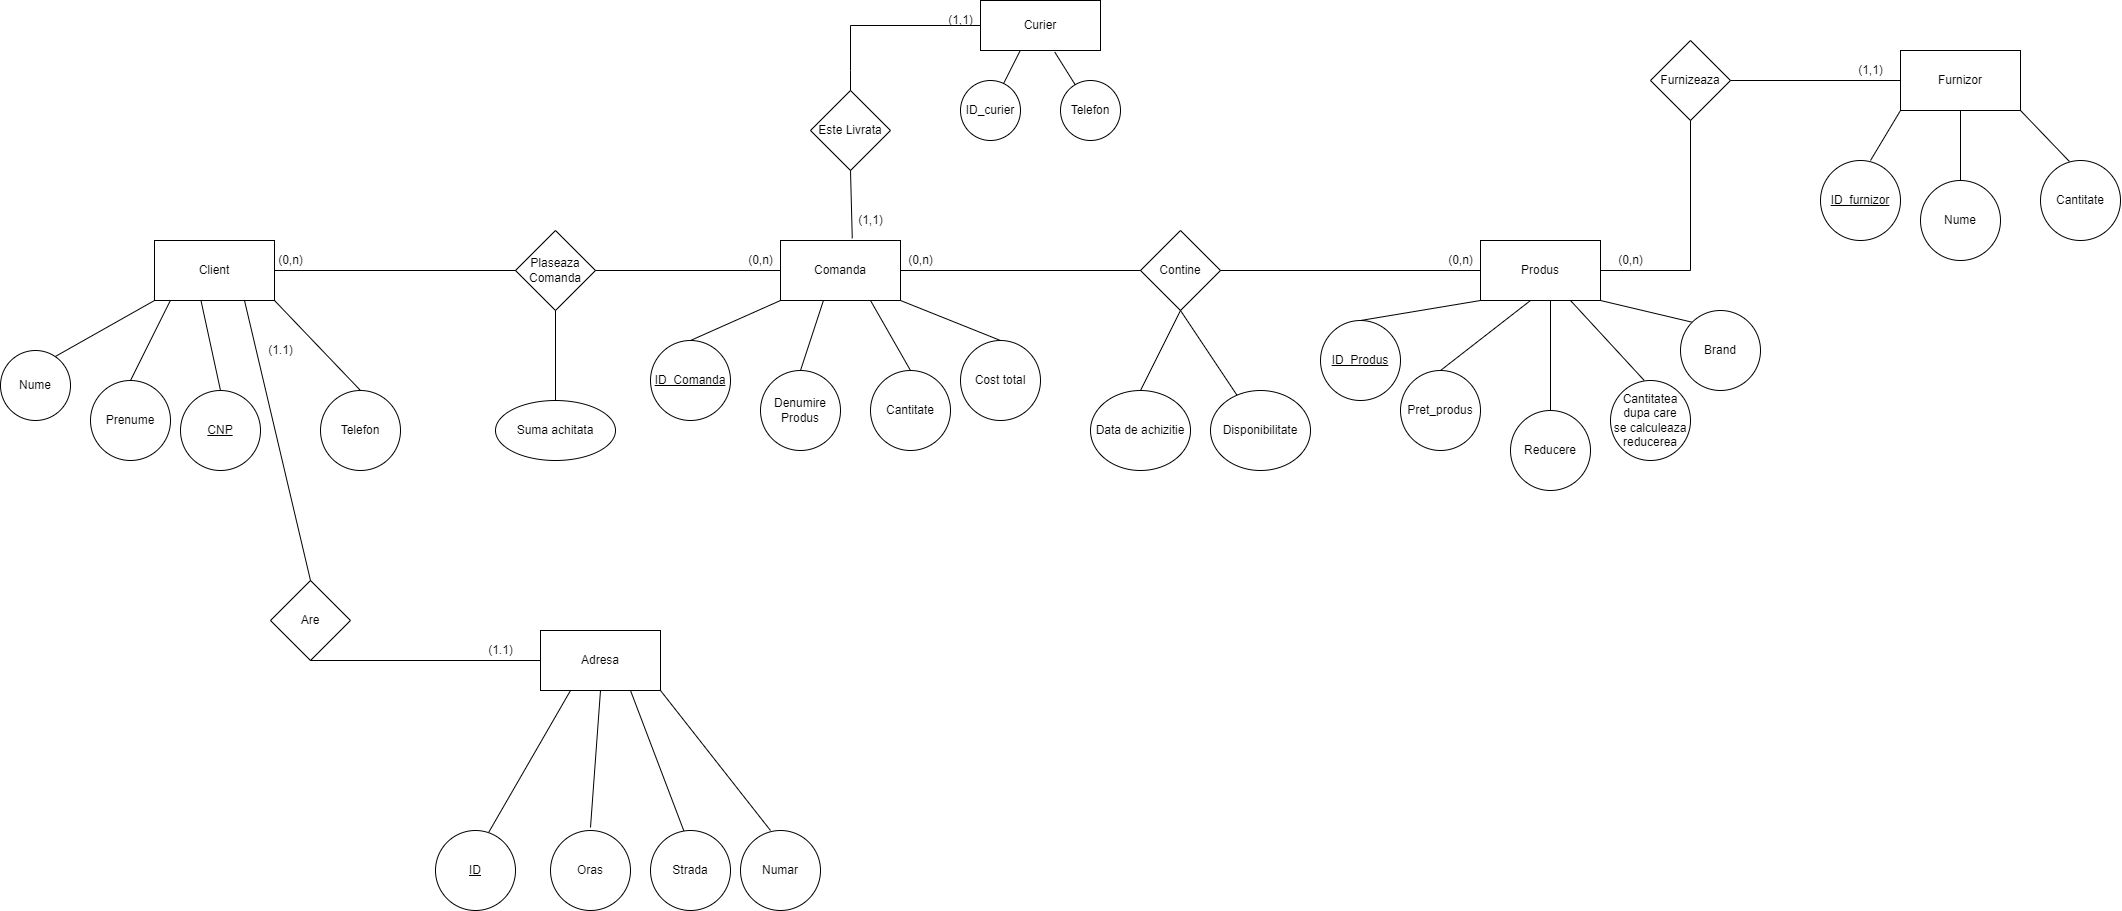 (1,1)
Curier
ID_curier
Telefon
Este Livrata
(1,1)
Furnizeaza
(1,1)
Furnizor
ID_furnizor
Nume
Cantitate
Client
(0,n)
Plaseaza
Comanda
(0,n)
Comanda
(0,n)
Contine
(0,n)
Produs
(0,n)
Nume
Prenume
CNP
(1.1)
Telefon
Suma achitata
ID_Comanda
Denumire
Produs
Cantitate
Cost total
Data de achizitie
Disponibilitate
ID_Produs
Pret_produs
Reducere
Cantitatea
dupa care
se calculeaza
reducerea
Brand
Are
(1.1)
Adresa
ID
Oras
Strada
Numar